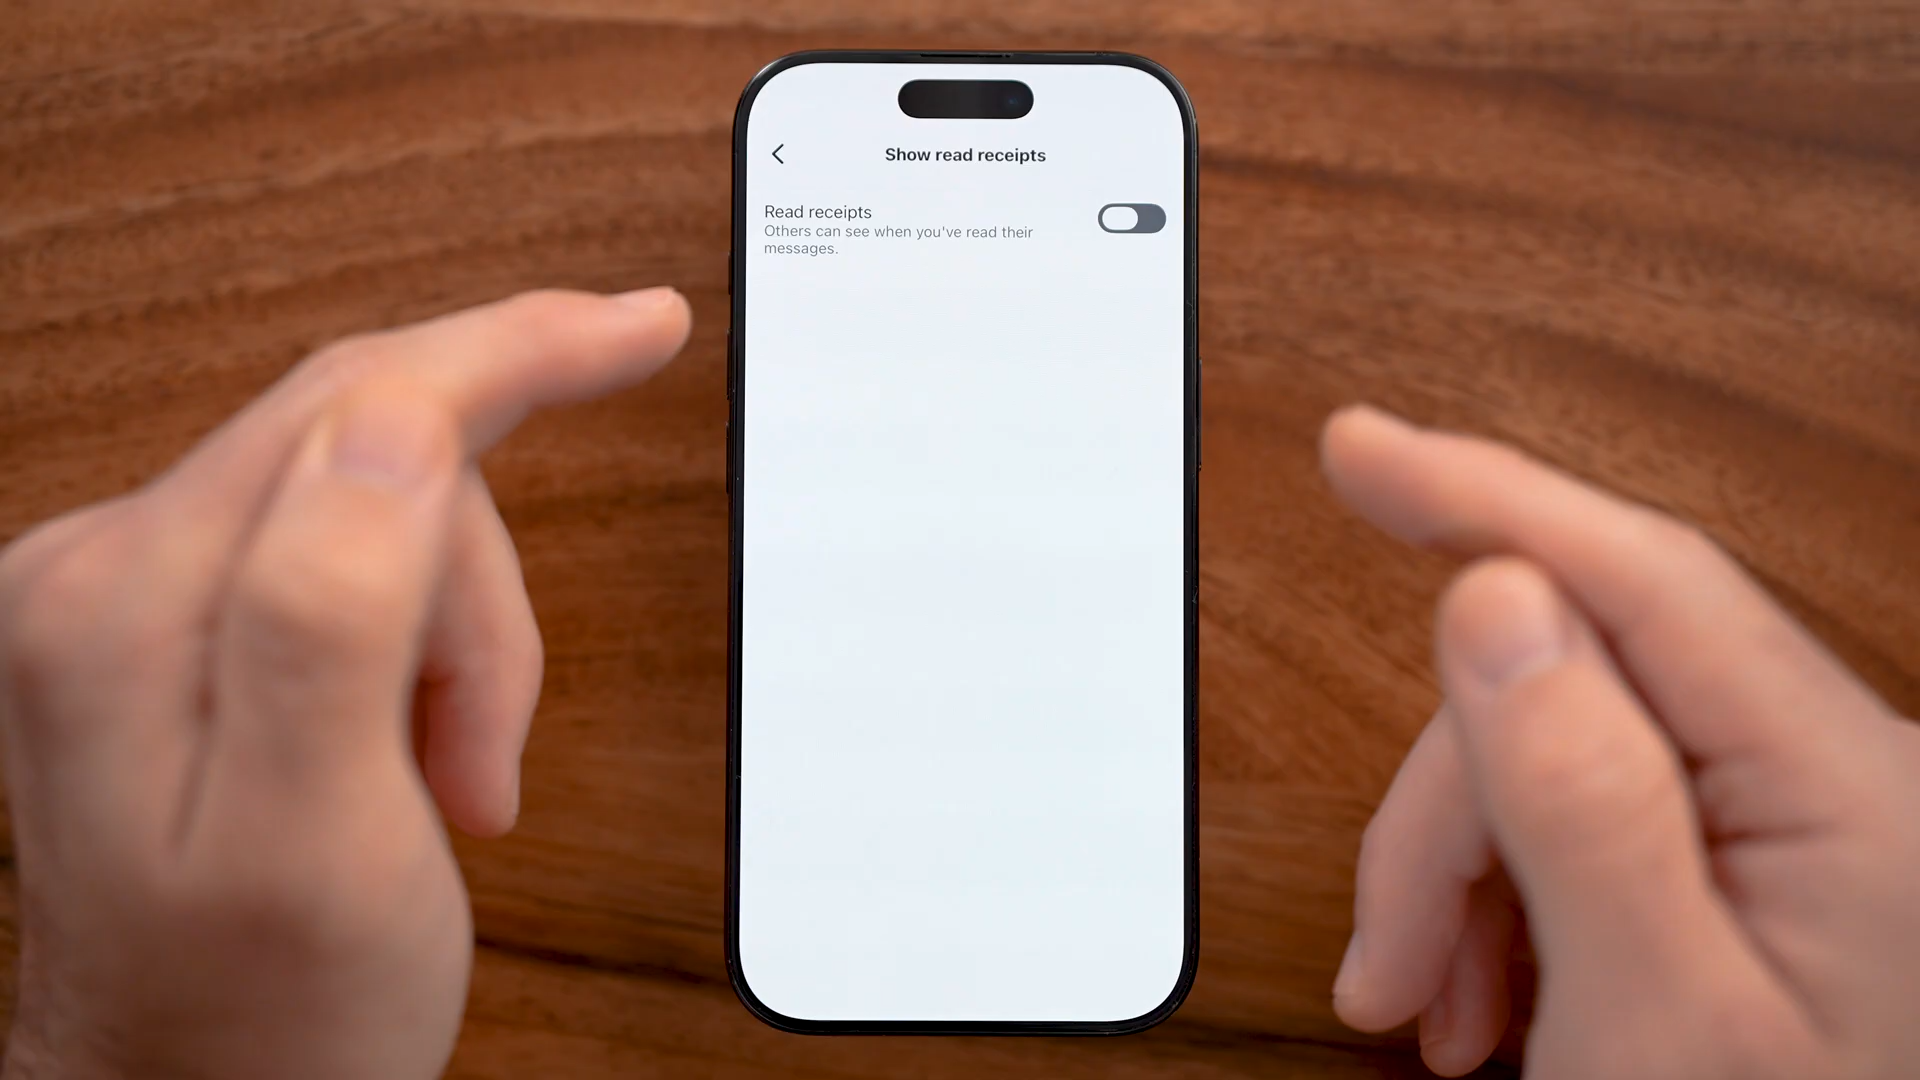 Show read receipts
Read receipts
Others can see when you've read their
messages.